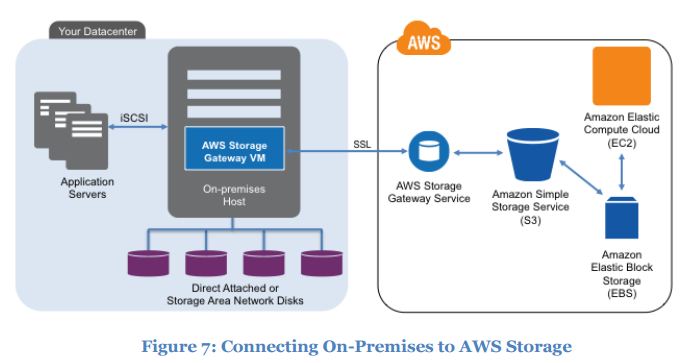 Your Datacenter
AWS
iSCSI
AWS Storage
Gateway VM
SSL
Application
Servers
On-premises
Host
Direct Attached or
Storage Area Network Disks
AWS Storage
Gateway Service
Amazon Simple
Storage Service
(S3)
Amazon Elastic
Compute Cloud
(EC2)
Amazon
Elastic Block
Storage
(EBS)
Figure 7: Connecting On-Premises to AWS Storage